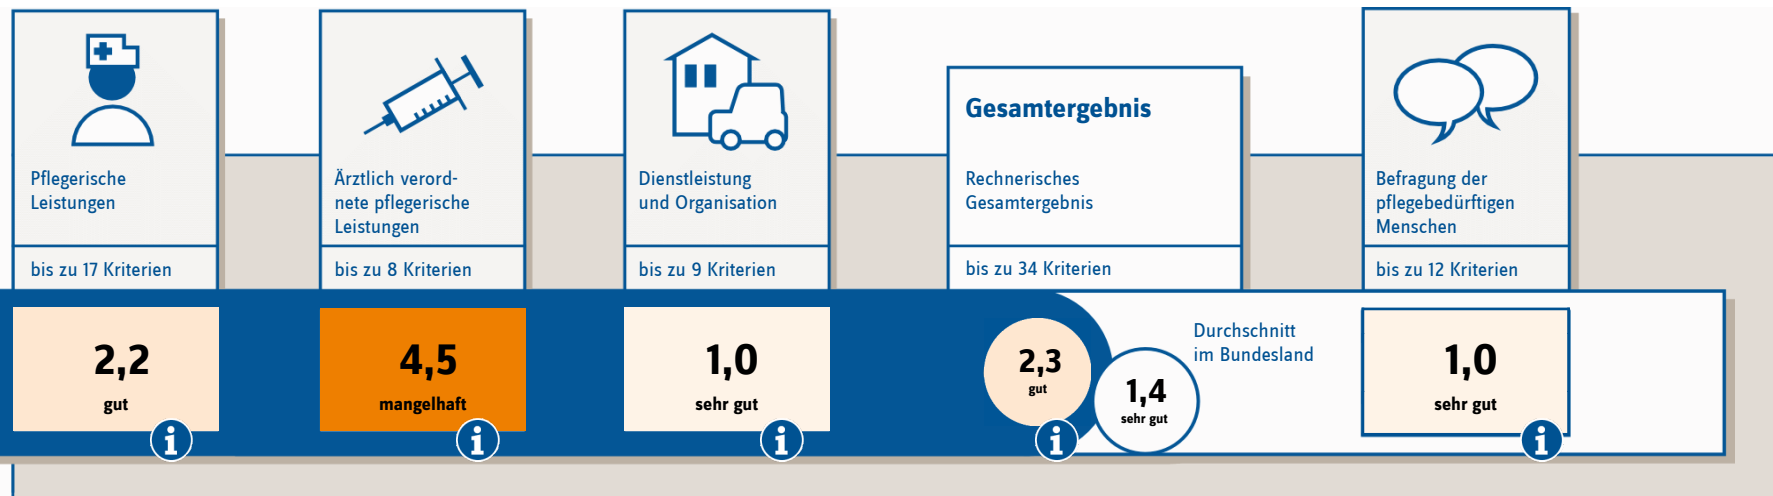 Pflegerische
Leistungen
bis zu 17 Kriterien
2,2
gut
i
Ärztlich verord-
nete pflegerische
Leistungen
bis zu 8 Kriterien
4,5
mangelhaft
i
Dienstleistung
und Organisation
bis zu 9 Kriterien
1,0
sehr gut
i
Gesamtergebnis
Rechnerisches
Gesamtergebnis
bis zu 34 Kriterien
2,3
gut
i
1,4
sehr gut
Durchschnitt
im Bundesland
Befragung der
pflegebedürftigen
Menschen
bis zu 12 Kriterien
1,0
sehr gut
i